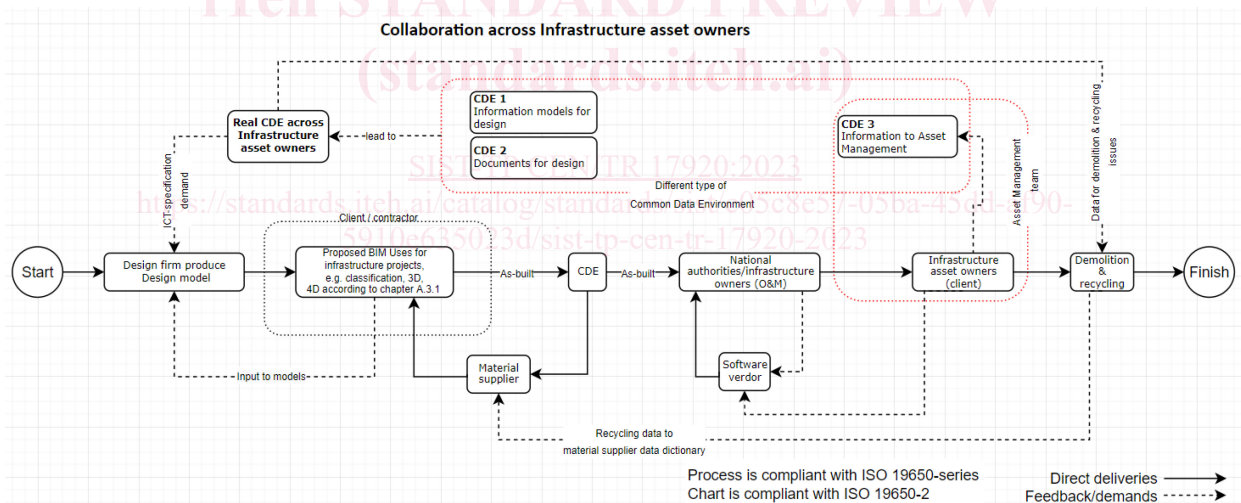 iTeh STANDARD PREVIEW
Collaboration across Infrastructure asset owners
(standards.iteh.ai)
CDE 1
Information models for
design
CDE 2
Documents for design
Real CDE across
Infrastructure
asset owners
lead to
CDE 3
Information to Asset
Management
SIST-TP CEN/TR 17920:2023
Different type of
Common Data Environment
ICT-specification
demand
Asset Management
team
Data for demolition & recycling
issues
Client / contractor
Start
Design firm produce
Design model
Proposed BIM Uses for
infrastructure projects,
e.g. classification, 3D,
4D according to chapter A.3.1
As-built
CDE
As-built
National
authorities/infrastructure
owners (O&M)
Infrastructure
asset owners
(client)
Demolition
&
recycling
Finish
Input to models
Material
supplier
Software
verdor
Recycling data to
material supplier data dictionary
Process is compliant with ISO 19650-series
Chart is compliant with ISO 19650-2
Direct deliveries
Feedback/demands